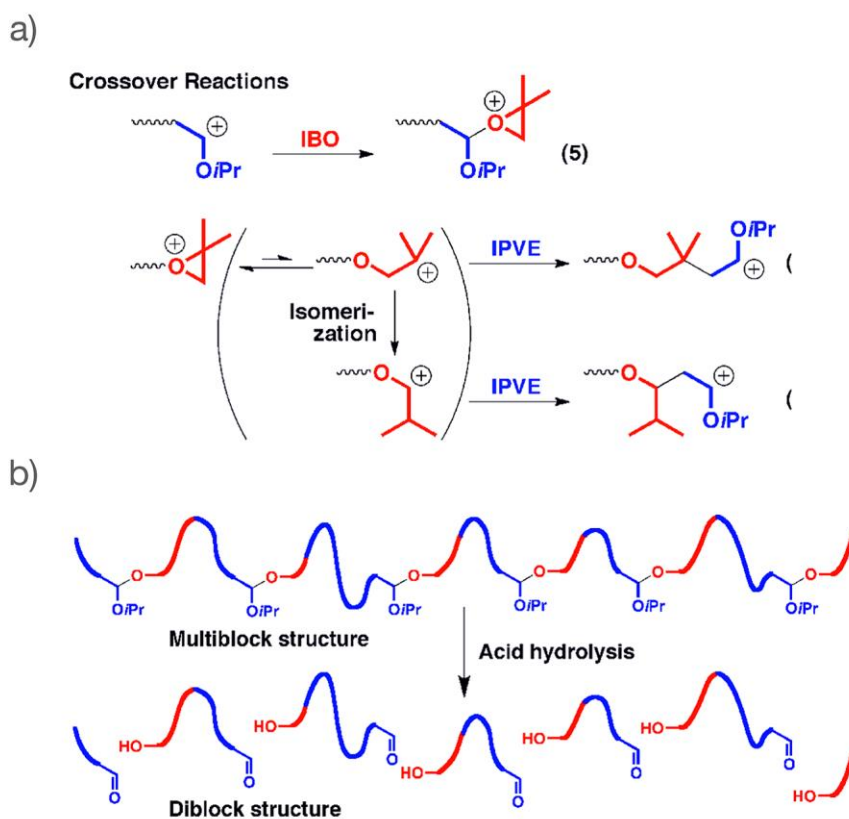 a)
Crossover Reactions
⊕
IBO
OiPr
⊕
O
OiPr
(5)
⊕
O
O
⊕
IPVE
O
OiPr
⊕
(
Isomeri-
zation
O
⊕
IPVE
O
⊕
OiPr
(
b)
O O O O O
OiPr OiPr OiPr OiPr OiPr
Multiblock structure
Acid hydrolysis
HO HO HO HO HO HO
O O O O O O
Diblock structure